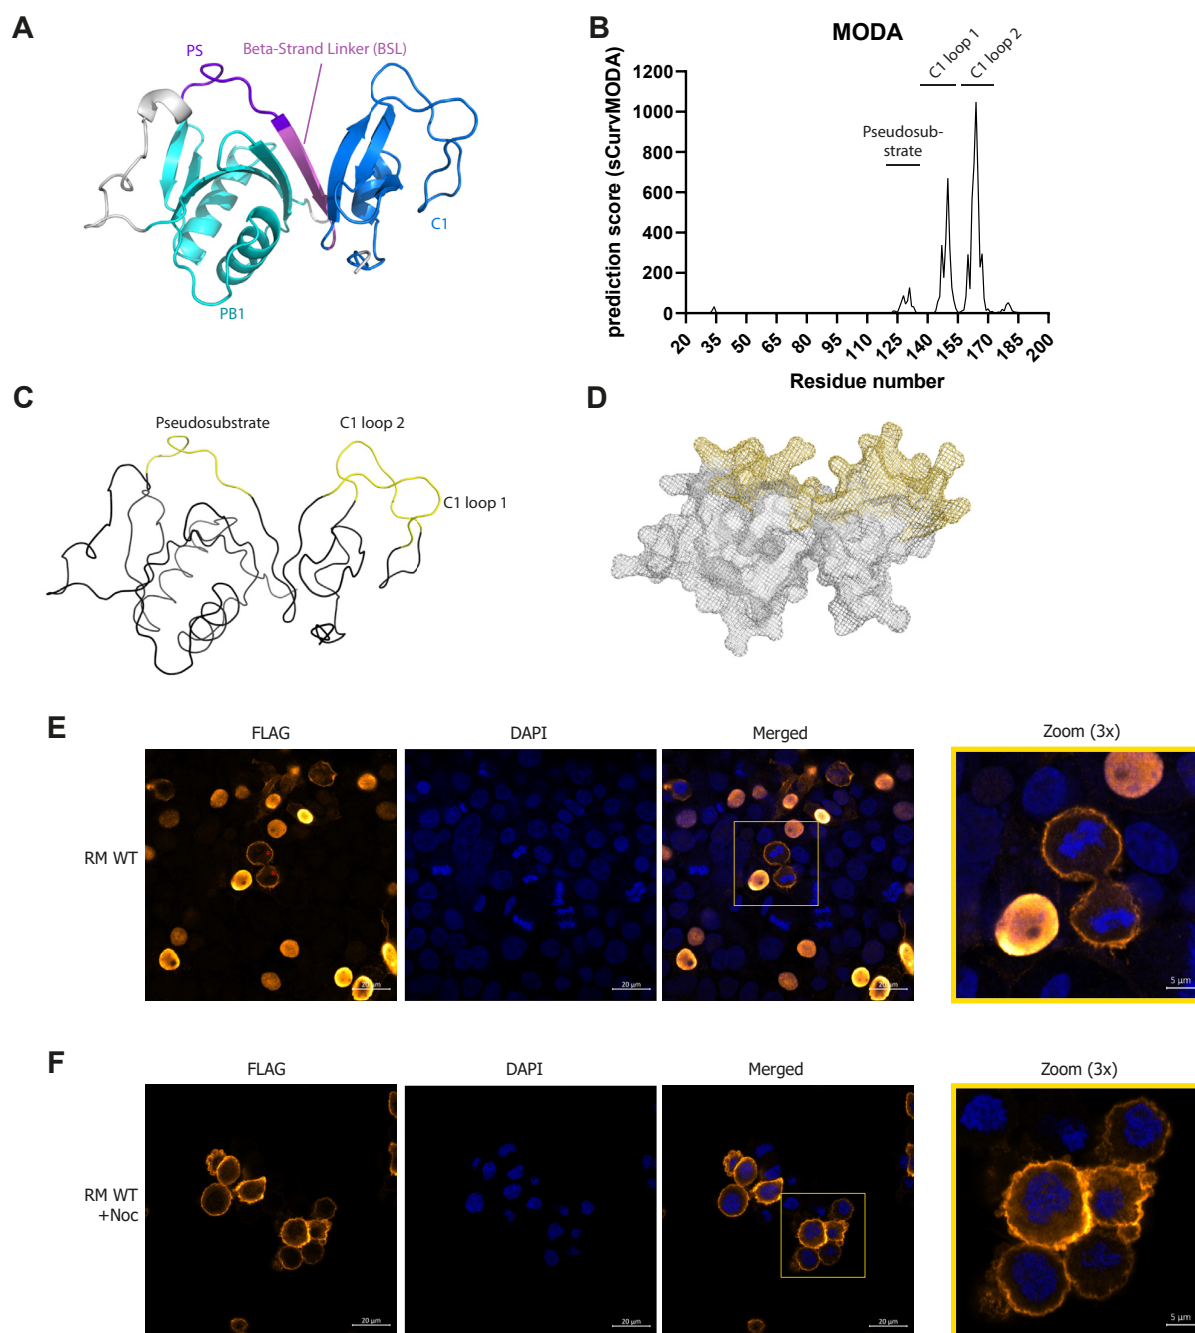 A
PS
Beta-Strand Linker (BSL)
C1
PB1
B
MODA
C1 loop 1
C1 loop 2
Pseudosub-
strate
prediction score (sCurvMODA)
1200
1000
800
600
400
200
0
20
35
50
65
80
95
110
125
140
155
170
185
200
Residue number
C
Pseudosubstrate
C1 loop 2
C1 loop 1
D
E
FLAG
DAPI
Merged
Zoom (3x)
RM WT
20 µm
20 µm
20 µm
5 µm
F
FLAG
DAPI
Merged
Zoom (3x)
RM WT
+Noc
20 µm
20 µm
20 µm
5 µm